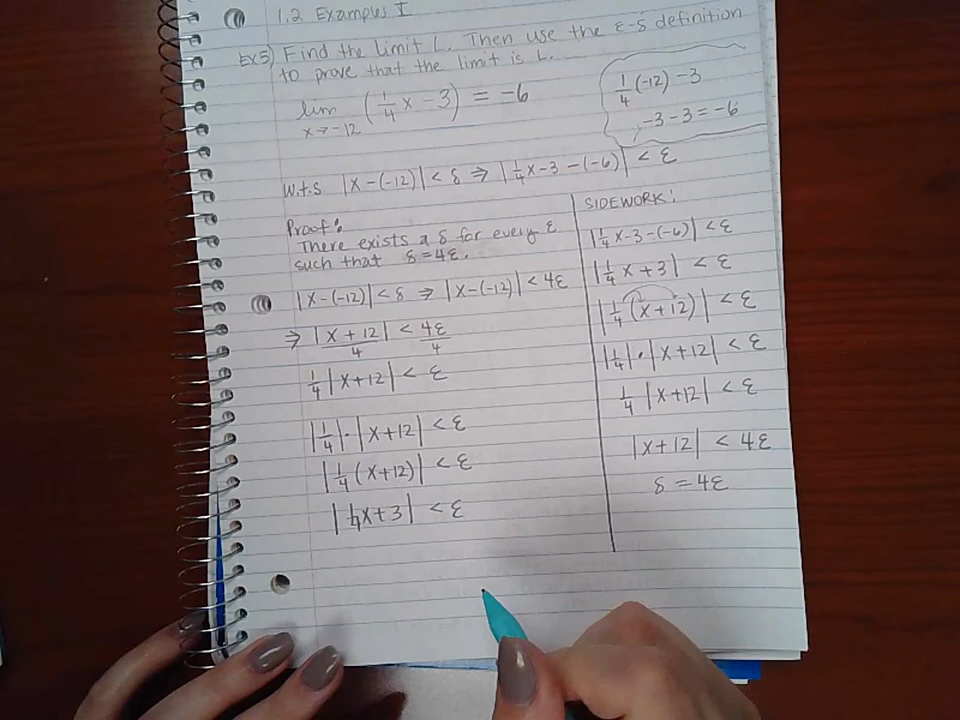 1.2 Examples I
Ex5) Find the limit L. Then use the ε-δ definition
to prove that the limit is L.
lim x→-12 (1/4 x - 3) = -6
1/4 (-12) - 3
-3 - 3 = -6
W.t.s |x-(-12)| < δ ⇒ |1/4 x - 3 - (-6)| < ε
Proof:
There exists a δ for every ε
such that δ = 4ε.
|x-(-12)| < δ ⇒ |x-(-12)| < 4ε
⇒ |x + 12|/4 < 4ε/4
1/4 |x+12| < ε
|1/4| · |x+12| < ε
|1/4 (x+12)| < ε
|1/4 x + 3| < ε
SIDEWORK:
|1/4 x - 3 - (-6)| < ε
|1/4 x + 3| < ε
|1/4 (x + 12)| < ε
|1/4| · |x + 12| < ε
1/4 |x+12| < ε
|x+12| < 4ε
δ = 4ε